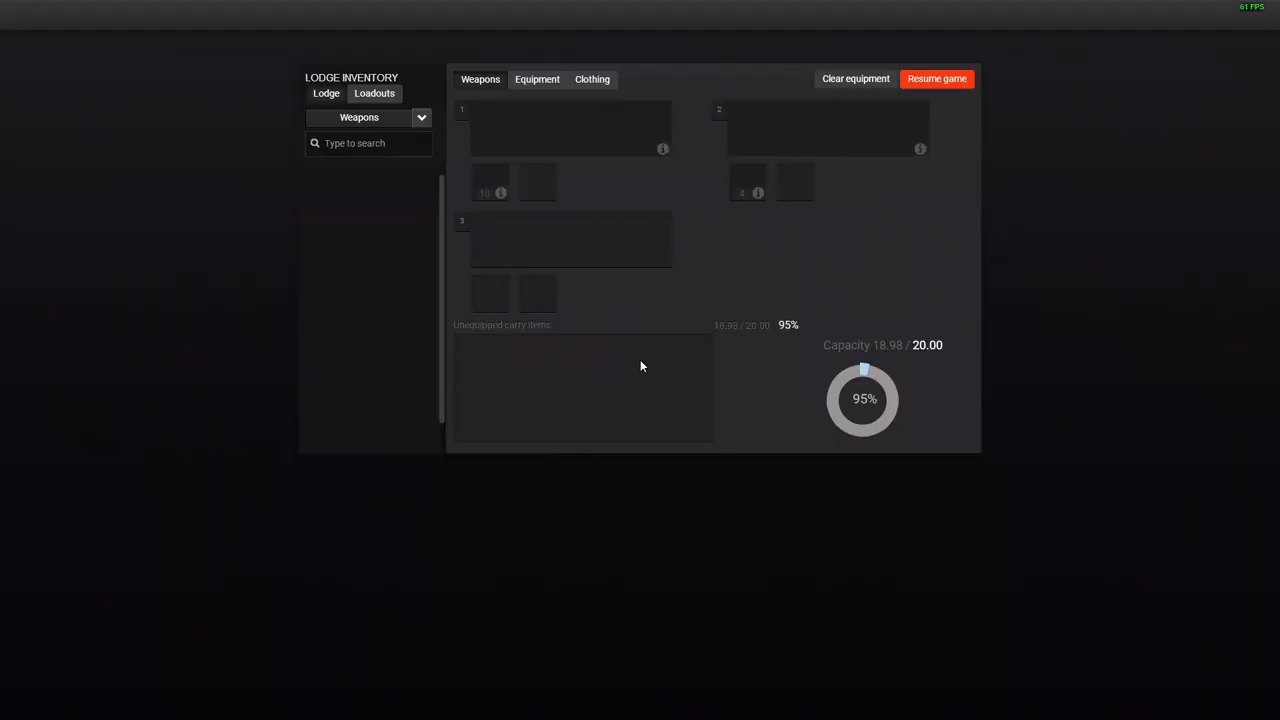 61 FPS
LODGE INVENTORY
Lodge Loadouts
Weapons
Type to search
Weapons Equipment Clothing
Clear equipment Resume game
1
2
10
4
3
Unequipped carry items
18.98 / 20.00 95%
Capacity 18.98 / 20.00
95%